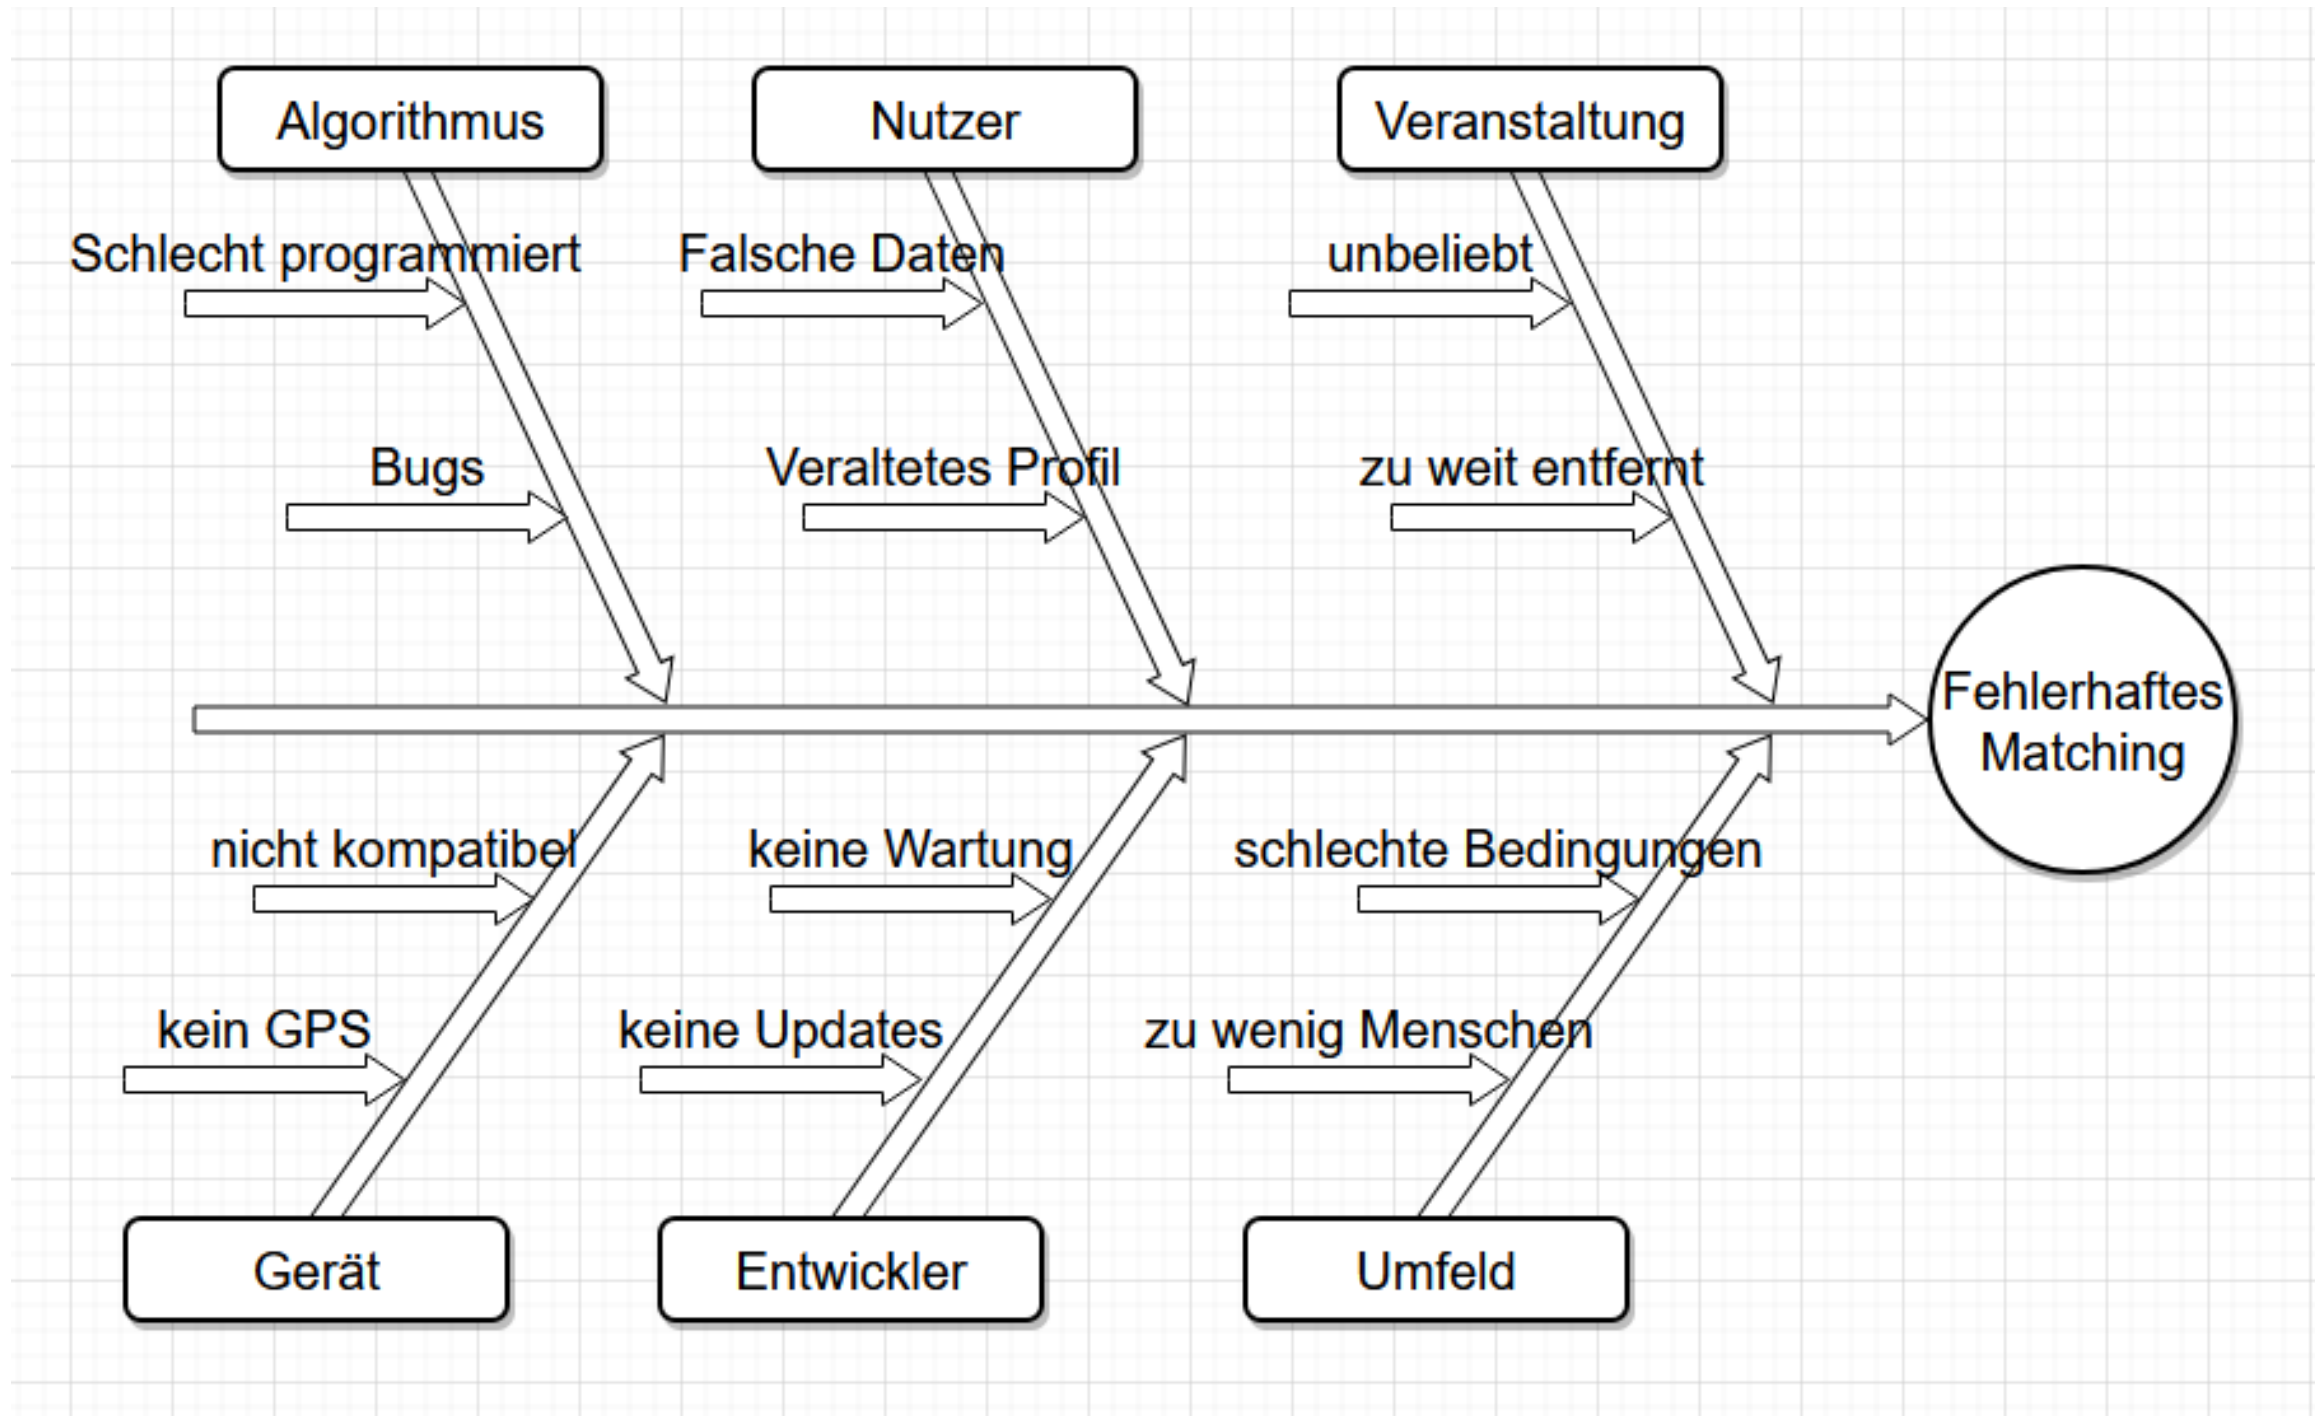 Algorithmus
Nutzer
Veranstaltung
Schlecht programmiert
Falsche Daten
unbeliebt
Bugs
Veraltetes Profil
zu weit entfernt
Fehlerhaftes
Matching
nicht kompatibel
keine Wartung
schlechte Bedingungen
kein GPS
keine Updates
zu wenig Menschen
Gerät
Entwickler
Umfeld